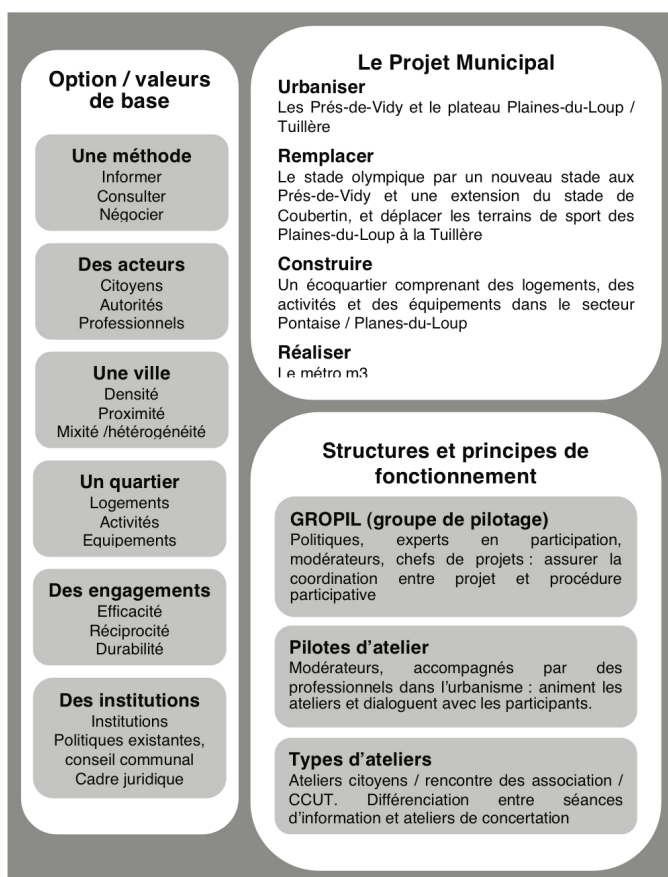 Option / valeurs
de base
Une méthode
Informer
Consulter
Négocier
Des acteurs
Citoyens
Autorités
Professionnels
Une ville
Densité
Proximité
Mixité /hétérogénéité
Un quartier
Logements
Activités
Equipements
Des engagements
Efficacité
Réciprocité
Durabilité
Des institutions
Institutions
Politiques existantes,
conseil communal
Cadre juridique
Le Projet Municipal
Urbaniser
Les Prés-de-Vidy et le plateau Plaines-du-Loup /
Tuillère
Remplacer
Le stade olympique par un nouveau stade aux
Prés-de-Vidy et une extension du stade de
Coubertin, et déplacer les terrains de sport des
Plaines-du-Loup à la Tuillère
Construire
Un écoquartier comprenant des logements, des
activités et des équipements dans le secteur
Pontaise / Planes-du-Loup
Réaliser
Le métro m3
Structures et principes de
fonctionnement
GROPIL (groupe de pilotage)
Politiques, experts en participation,
modérateurs, chefs de projets : assurer la
coordination entre projet et procédure
participative
Pilotes d'atelier
Modérateurs, accompagnés par des
professionnels dans l'urbanisme : animent les
ateliers et dialoguent avec les participants.
Types d'ateliers
Ateliers citoyens / rencontre des association /
CCUT. Différenciation entre séances
d'information et ateliers de concertation